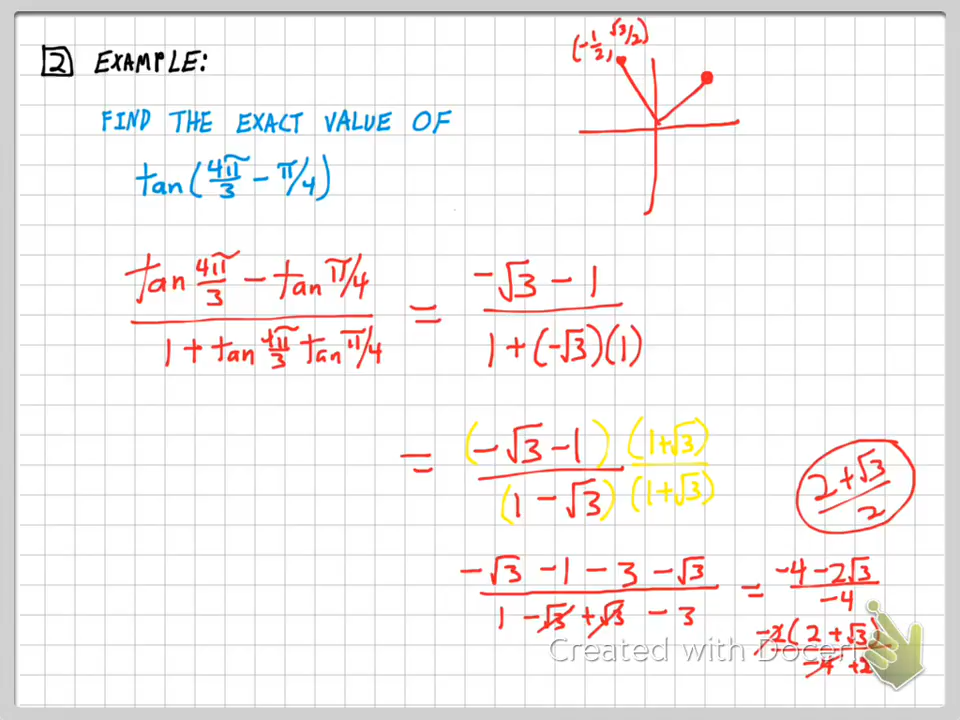 (-1/2, √3/2)
2 EXAMPLE:
FIND THE EXACT VALUE OF
tan(4π/3 - π/4)
(tan 4π/3 - tan π/4) / (1 + tan 4π/3 tan π/4) = (-√3 - 1) / (1 + (-√3)(1))
= (-√3 - 1)(1+√3) / (1 - √3)(1+√3)
(2+√3)/2
(-√3 - 1 - 3 - √3) / (1 - √3 + √3 - 3) = (-4 - 2√3) / -4
-2(2 + √3) / -4 +2
Created with Doceri